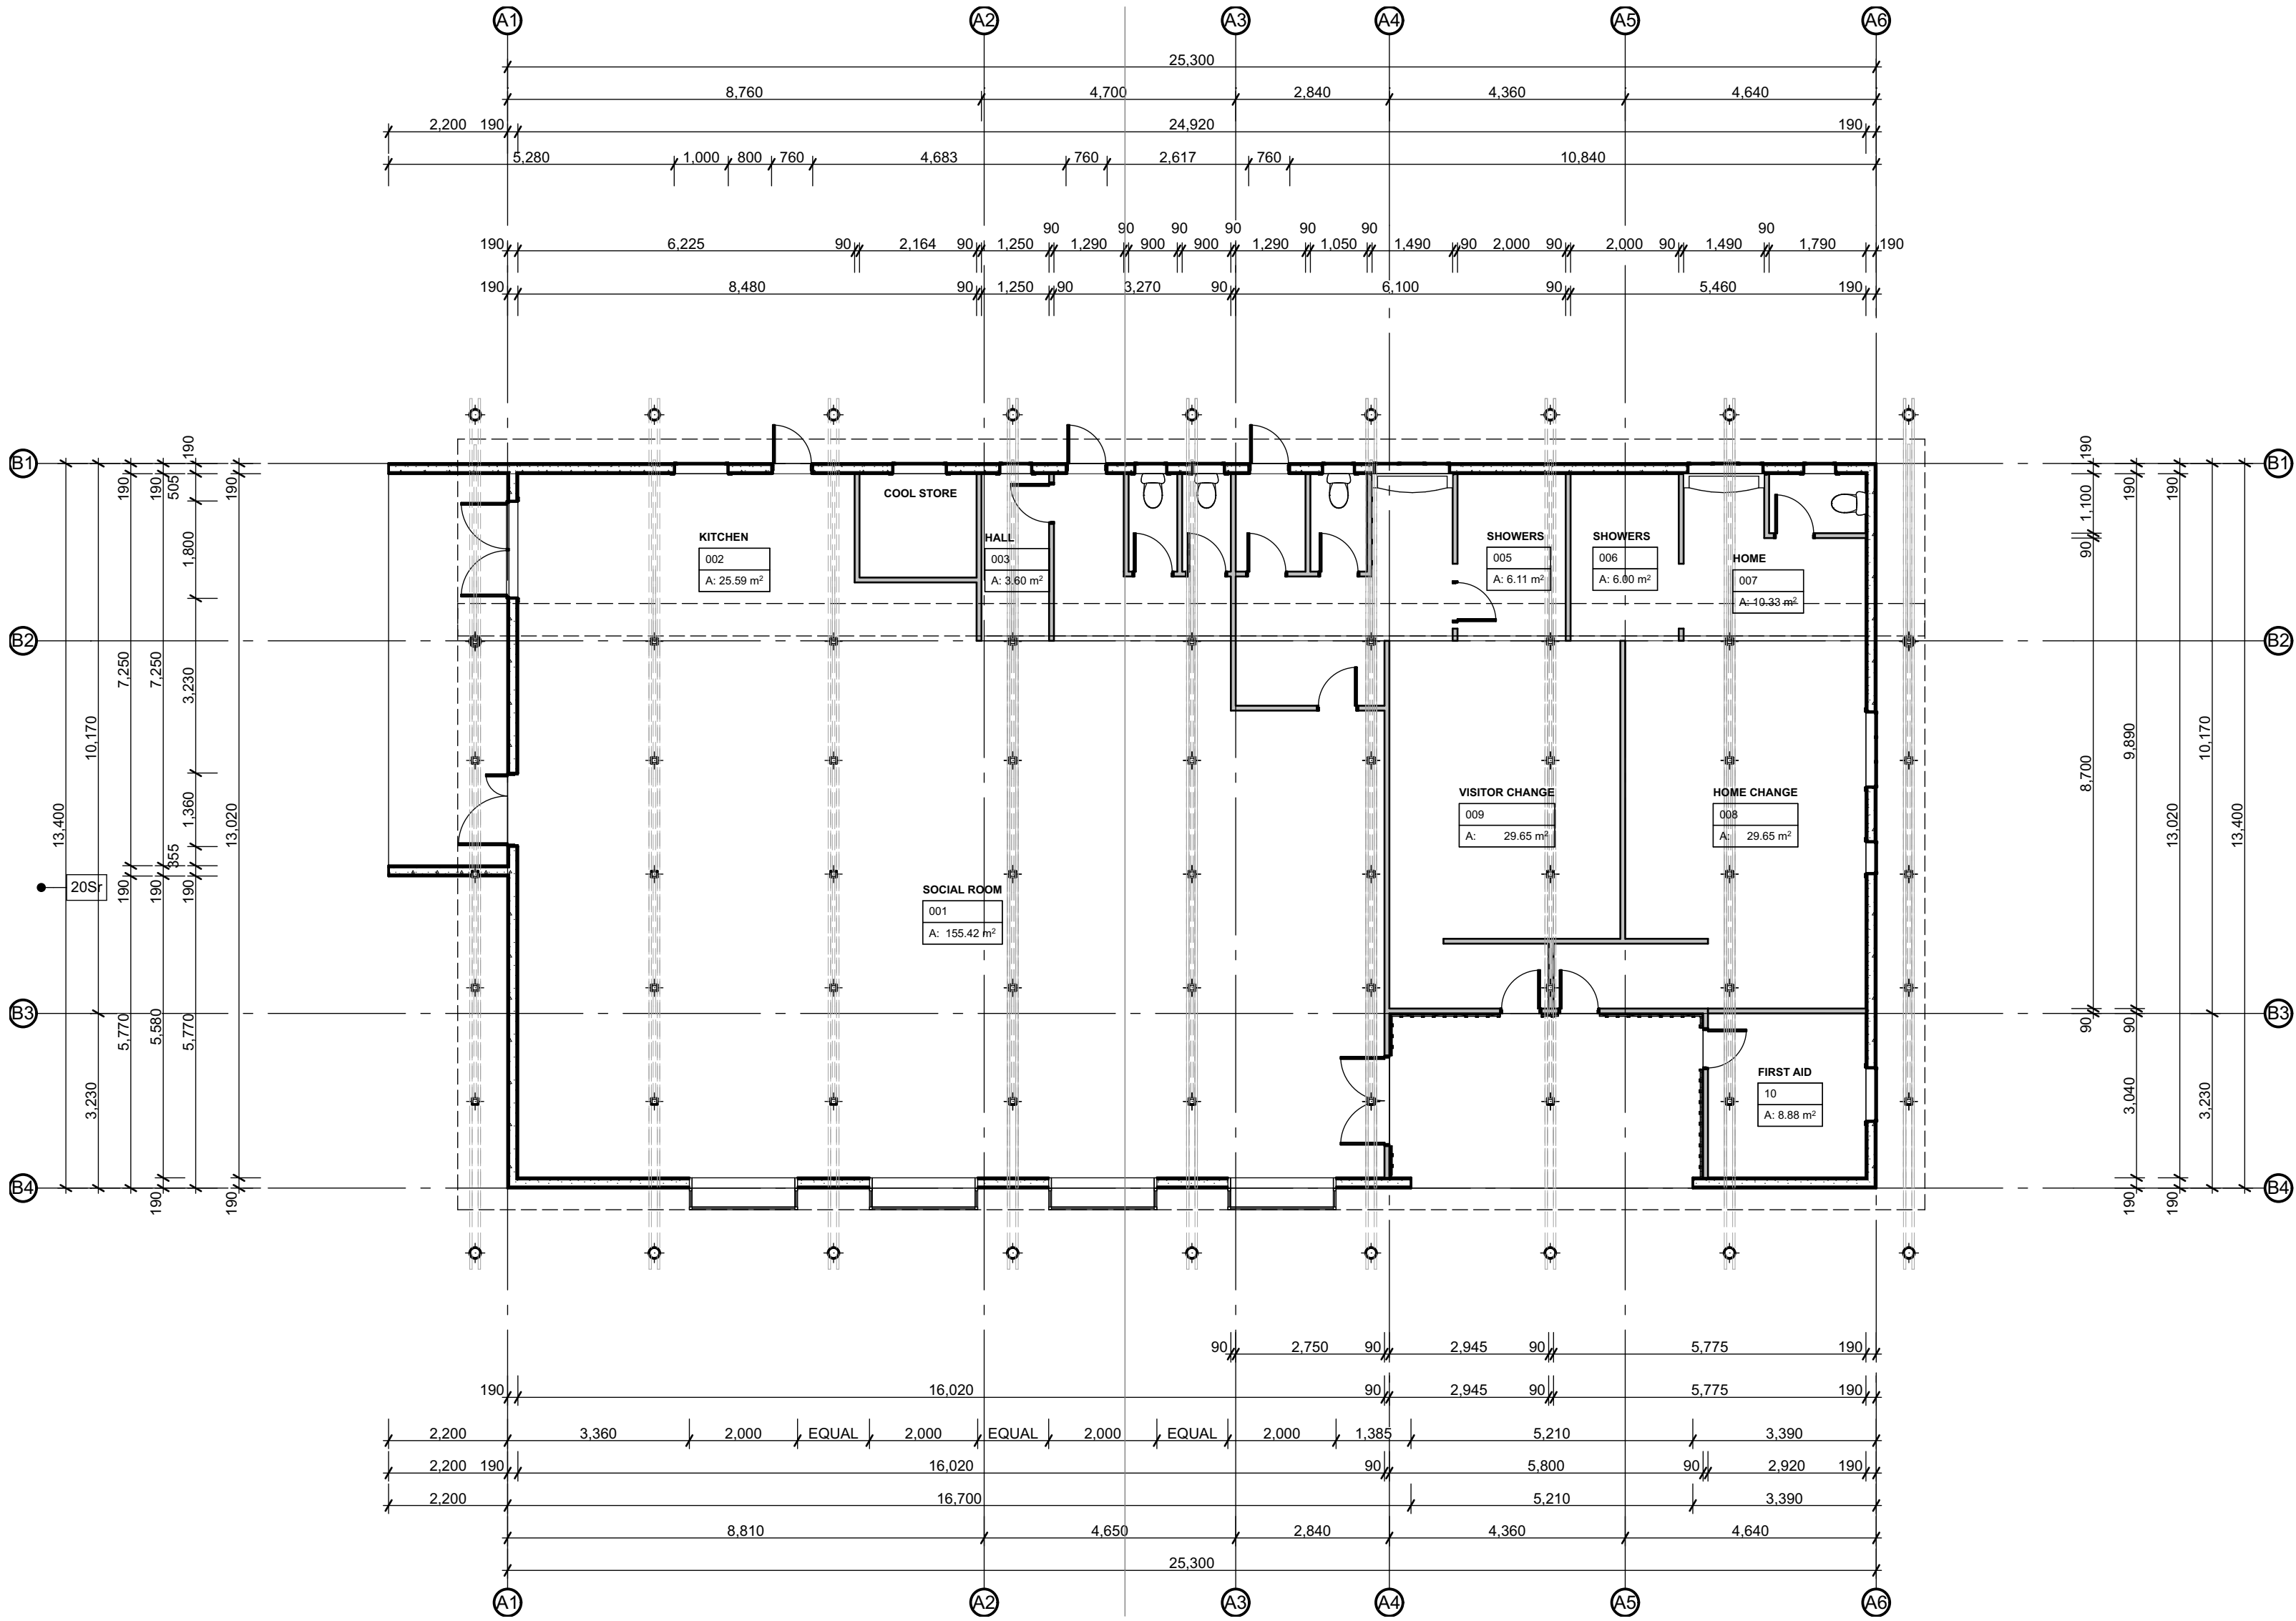 A1 A2 A3 A4 A5 A6
25,300
8,760 4,700 2,840 4,360 4,640
2,200 190 24,920 190
5,280 1,000 800 760 4,683 760 2,617 760 10,840
90 90 90 90 90 90 90
190 6,225 90 2,164 90 1,250 1,290 900 900 1,290 1,050 1,490 90 2,000 90 2,000 90 1,490 1,790 190
190 8,480 90 1,250 90 3,270 90 6,100 90 5,460 190
B1 B1
B2 B2
B3 B3
B4 B4
13,400
10,170 3,230
190 7,250 190 5,770
190 7,250 190 5,580 190
190 505 1,800 3,230 1,360 355 190 5,770
190 13,020 190
20Sr
COOL STORE
KITCHEN
002
A: 25.59 m²
HALL
003
A: 3.60 m²
SHOWERS
005
A: 6.11 m²
SHOWERS
006
A: 6.00 m²
HOME
007
A: 10.33 m²
VISITOR CHANGE
009
A: 29.65 m²
HOME CHANGE
008
A: 29.65 m²
SOCIAL ROOM
001
A: 155.42 m²
FIRST AID
10
A: 8.88 m²
190 1,100 90 8,700 90
190 9,890 90 3,040 190
190 13,020 190
10,170 3,230
13,400
90 2,750 90 2,945 90 5,775 190
190 16,020 90 2,945 90 5,775 190
2,200 3,360 2,000 EQUAL 2,000 EQUAL 2,000 EQUAL 2,000 1,385 5,210 3,390
2,200 190 16,020 90 5,800 90 2,920 190
2,200 16,700 5,210 3,390
8,810 4,650 2,840 4,360 4,640
25,300
A1 A2 A3 A4 A5 A6